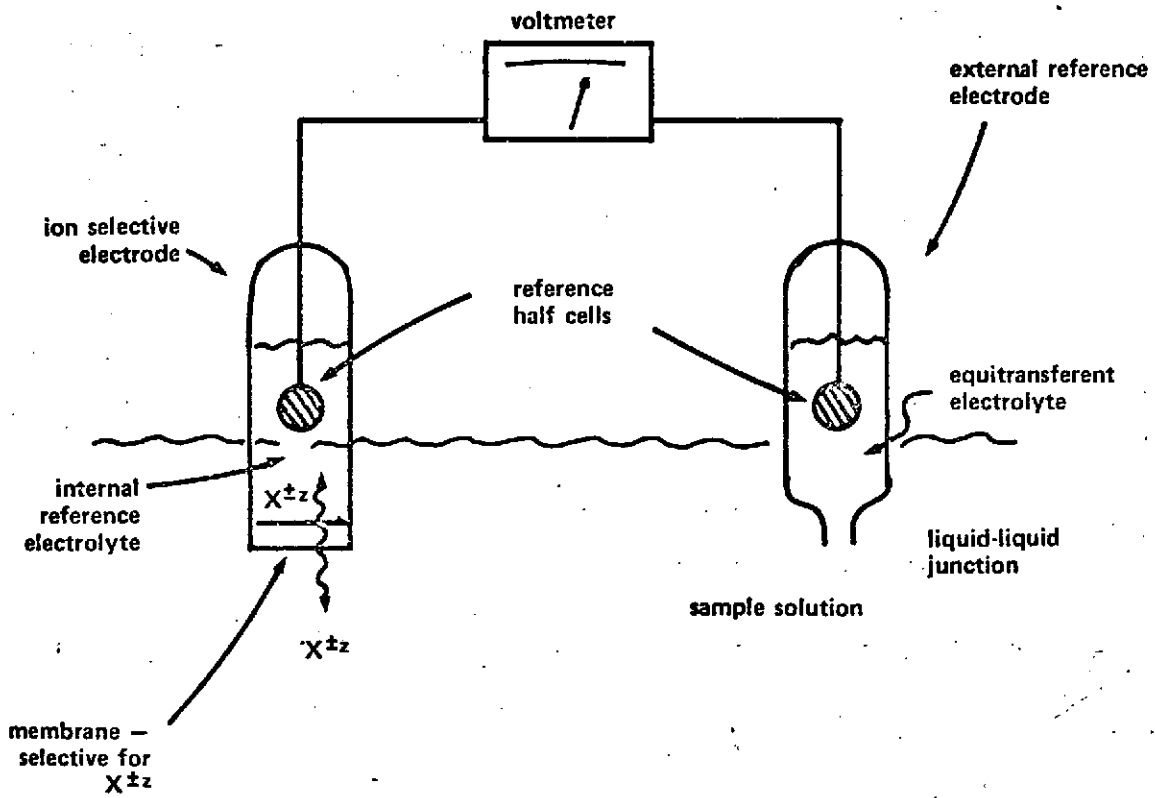 voltmeter
external reference
electrode
ion selective
electrode
reference
half cells
equitransferent
electrolyte
internal
reference
electrolyte
X±z
liquid-liquid
junction
sample solution
X±z
membrane –
selective for
X±z